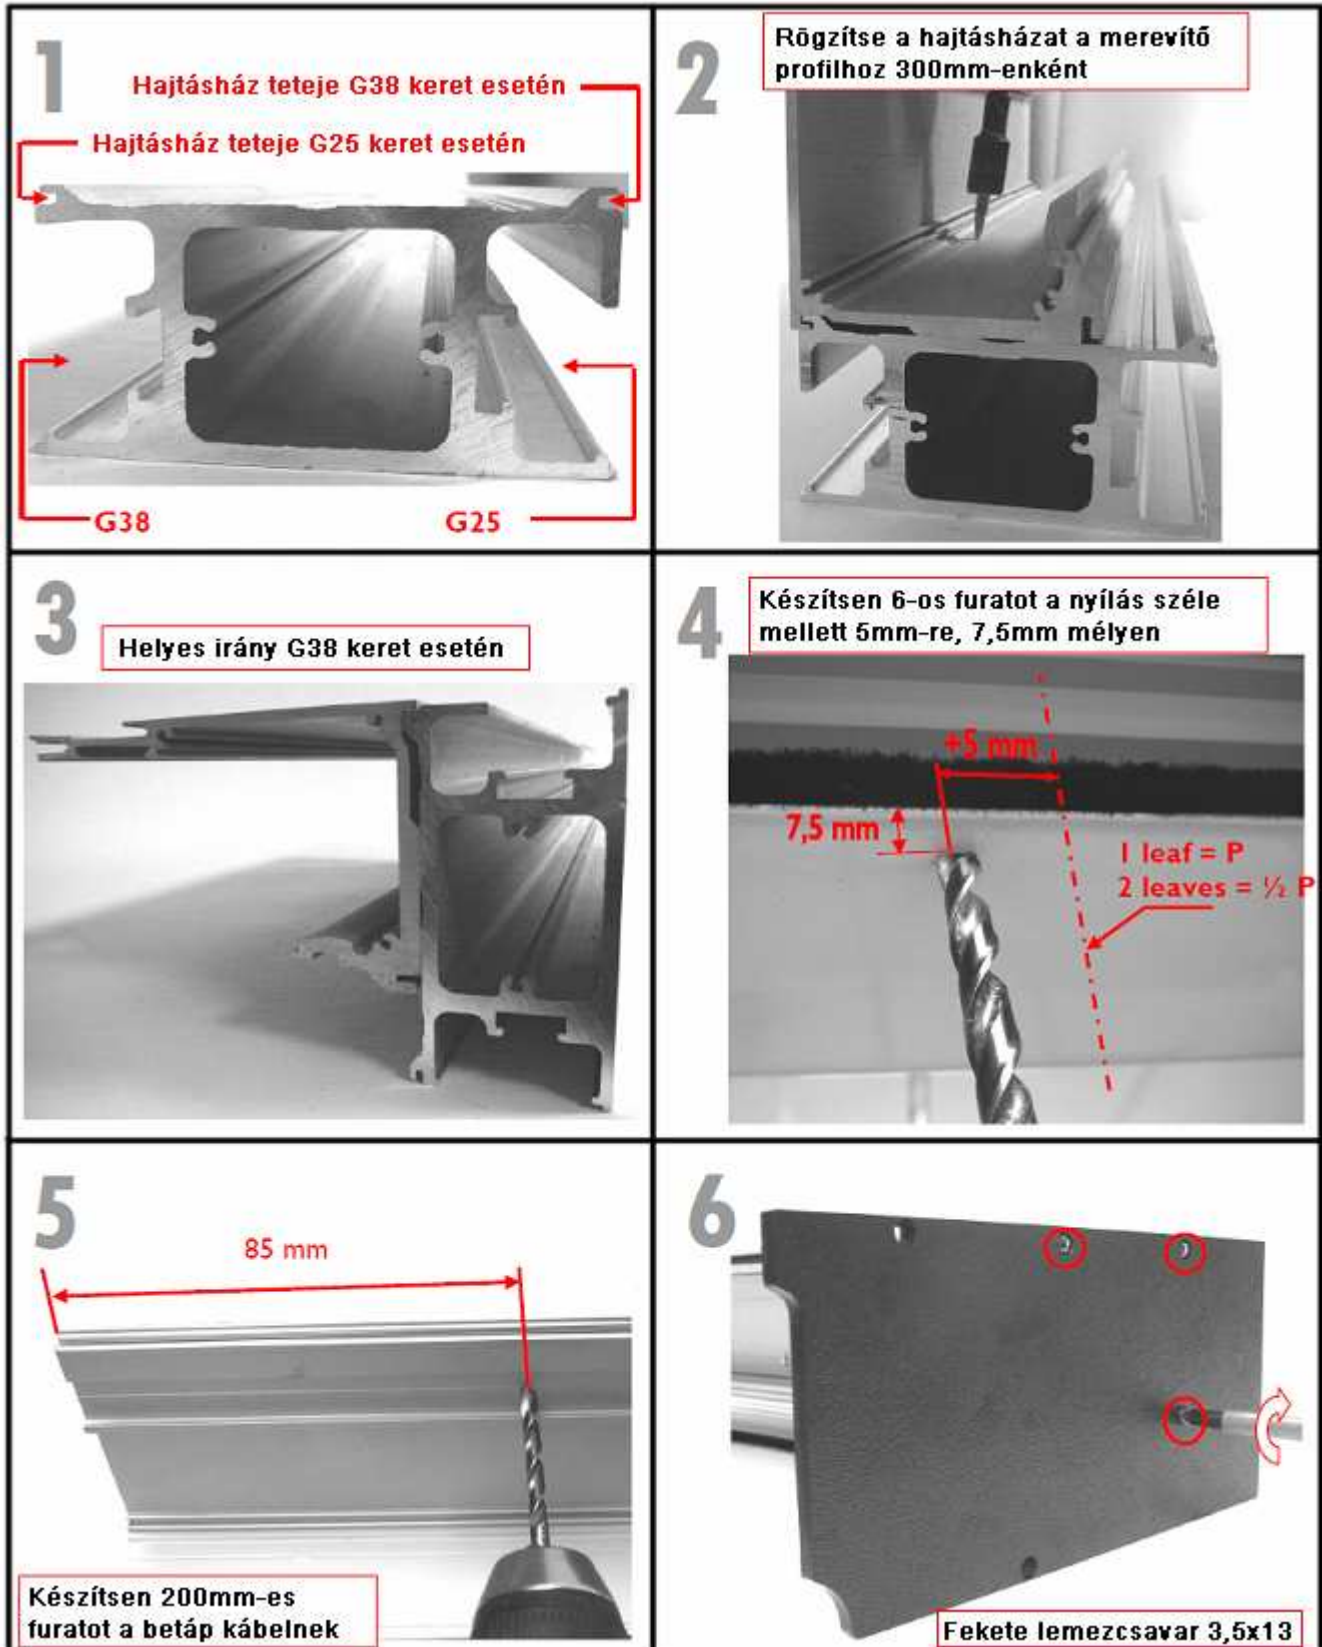 1
Hajtásház teteje G38 keret esetén
Hajtásház teteje G25 keret esetén
G38
G25
2
Rögzítse a hajtásházat a merevítő
profilhoz 300mm-enként
3
Helyes irány G38 keret esetén
4
Készítsen 6-os furatot a nyílás széle
mellett 5mm-re, 7,5mm mélyen
+5 mm
7,5 mm
1 leaf = P
2 leaves = ½ P
5
85 mm
Készítsen 200mm-es
furatot a betáp kábelnek
6
Fekete lemezcsavar 3,5x13